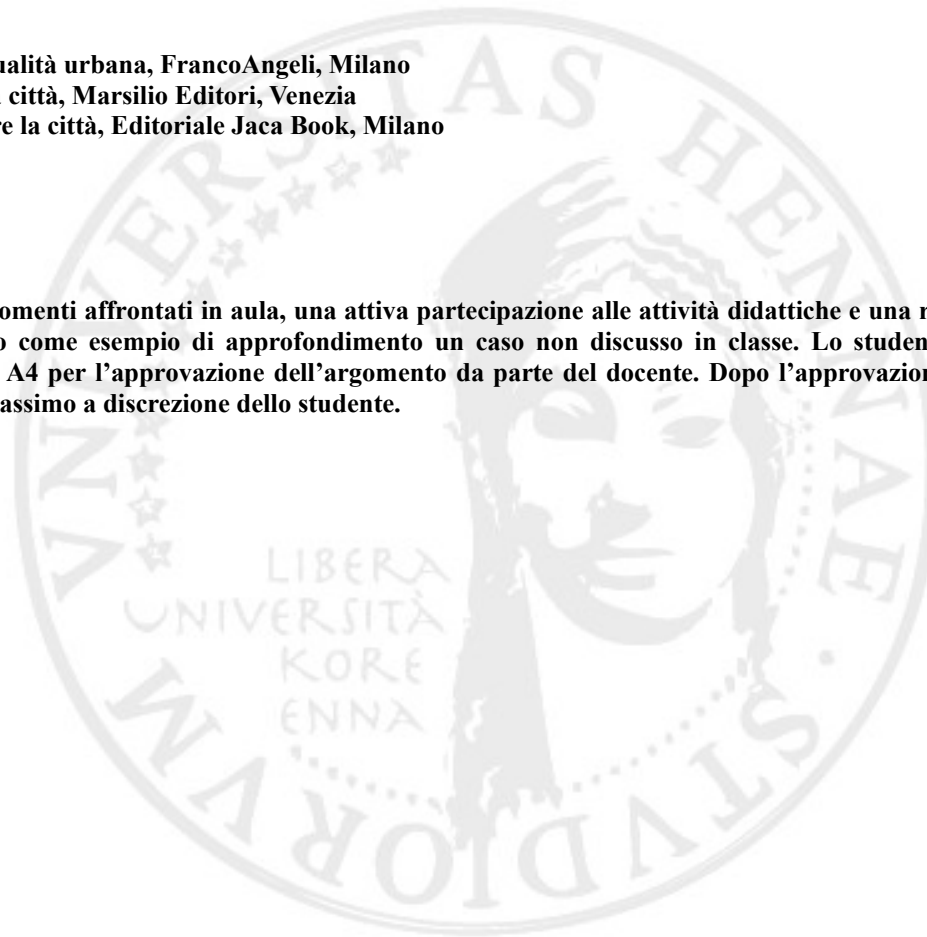 ualità urbana, FrancoAngeli, Milano
città, Marsilio Editori, Venezia
re la città, Editoriale Jaca Book, Milano
omenti affrontati in aula, una attiva partecipazione alle attività didattiche e una
o come esempio di approfondimento un caso non discusso in classe. Lo studen
A4 per l’approvazione dell’argomento da parte del docente. Dopo l’approvazion
assimo a discrezione dello studente.
VNIVERSITAS HENNAE · STVDIORVM
LIBERA
UNIVERSITÀ
KORE
ENNA